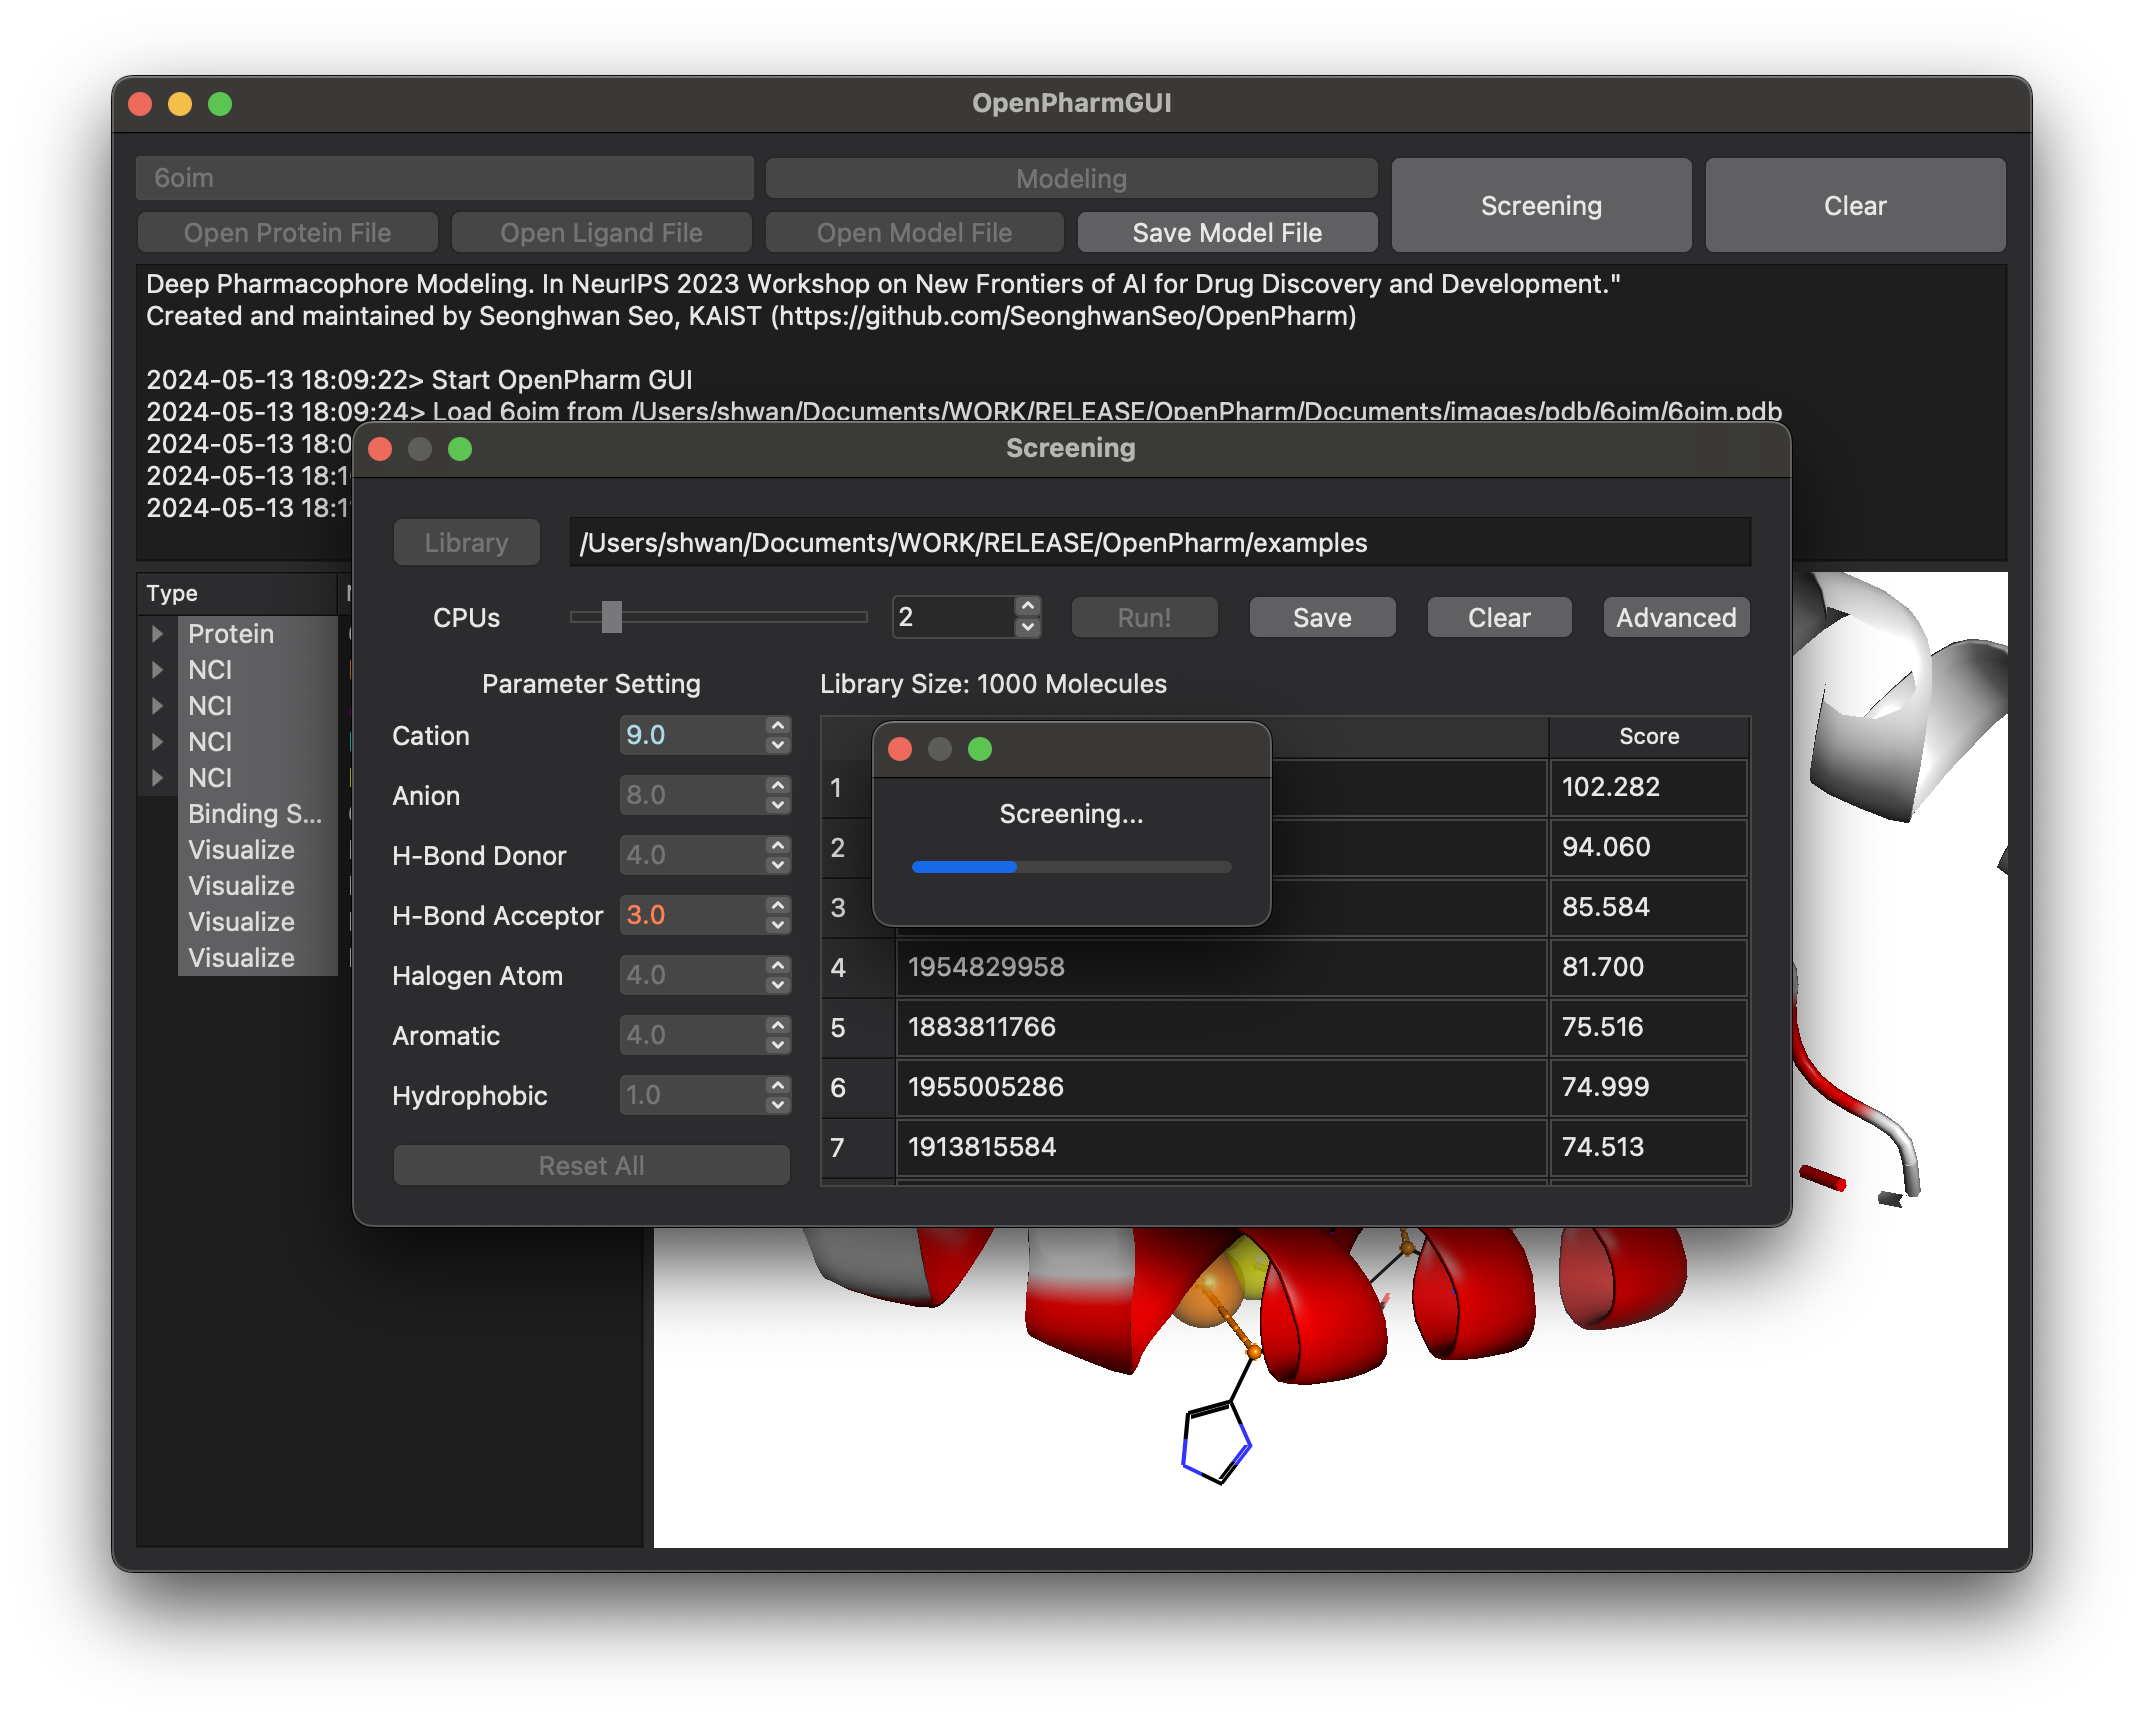 OpenPharmGUI
6oim
Modeling
Screening
Clear
Open Protein File
Open Ligand File
Open Model File
Save Model File
Deep Pharmacophore Modeling. In NeurIPS 2023 Workshop on New Frontiers of AI for Drug Discovery and Development."
Created and maintained by Seonghwan Seo, KAIST (https://github.com/SeonghwanSeo/OpenPharm)
2024-05-13 18:09:22> Start OpenPharm GUI
2024-05-13 18:09:24> Load 6oim from /Users/shwan/Documents/WORK/RELEASE/OpenPharm/Documents/images/pdb/6oim/6oim.pdb
2024-05-13 18:0
2024-05-13 18:1
2024-05-13 18:1
Type
Protein
NCI
NCI
NCI
NCI
Binding S...
Visualize
Visualize
Visualize
Visualize
Screening
Library
/Users/shwan/Documents/WORK/RELEASE/OpenPharm/examples
CPUs
2
Run!
Save
Clear
Advanced
Parameter Setting
Cation 9.0
Anion 8.0
H-Bond Donor 4.0
H-Bond Acceptor 3.0
Halogen Atom 4.0
Aromatic 4.0
Hydrophobic 1.0
Reset All
Library Size: 1000 Molecules
Score
1 102.282
2 94.060
3 85.584
4 1954829958 81.700
5 1883811766 75.516
6 1955005286 74.999
7 1913815584 74.513
Screening...